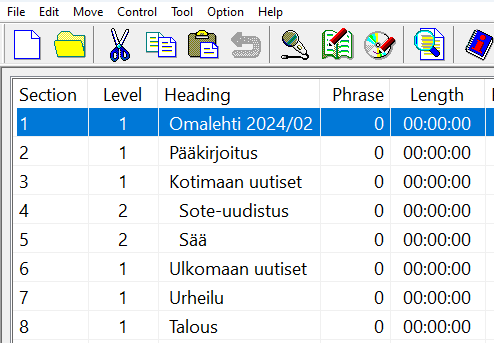 File Edit Move Control Tool Option Help
Section Level Heading Phrase Length
1 1 Omalehti 2024/02 0 00:00:00
2 1 Pääkirjoitus 0 00:00:00
3 1 Kotimaan uutiset 0 00:00:00
4 2 Sote-uudistus 0 00:00:00
5 2 Sää 0 00:00:00
6 1 Ulkomaan uutiset 0 00:00:00
7 1 Urheilu 0 00:00:00
8 1 Talous 0 00:00:00